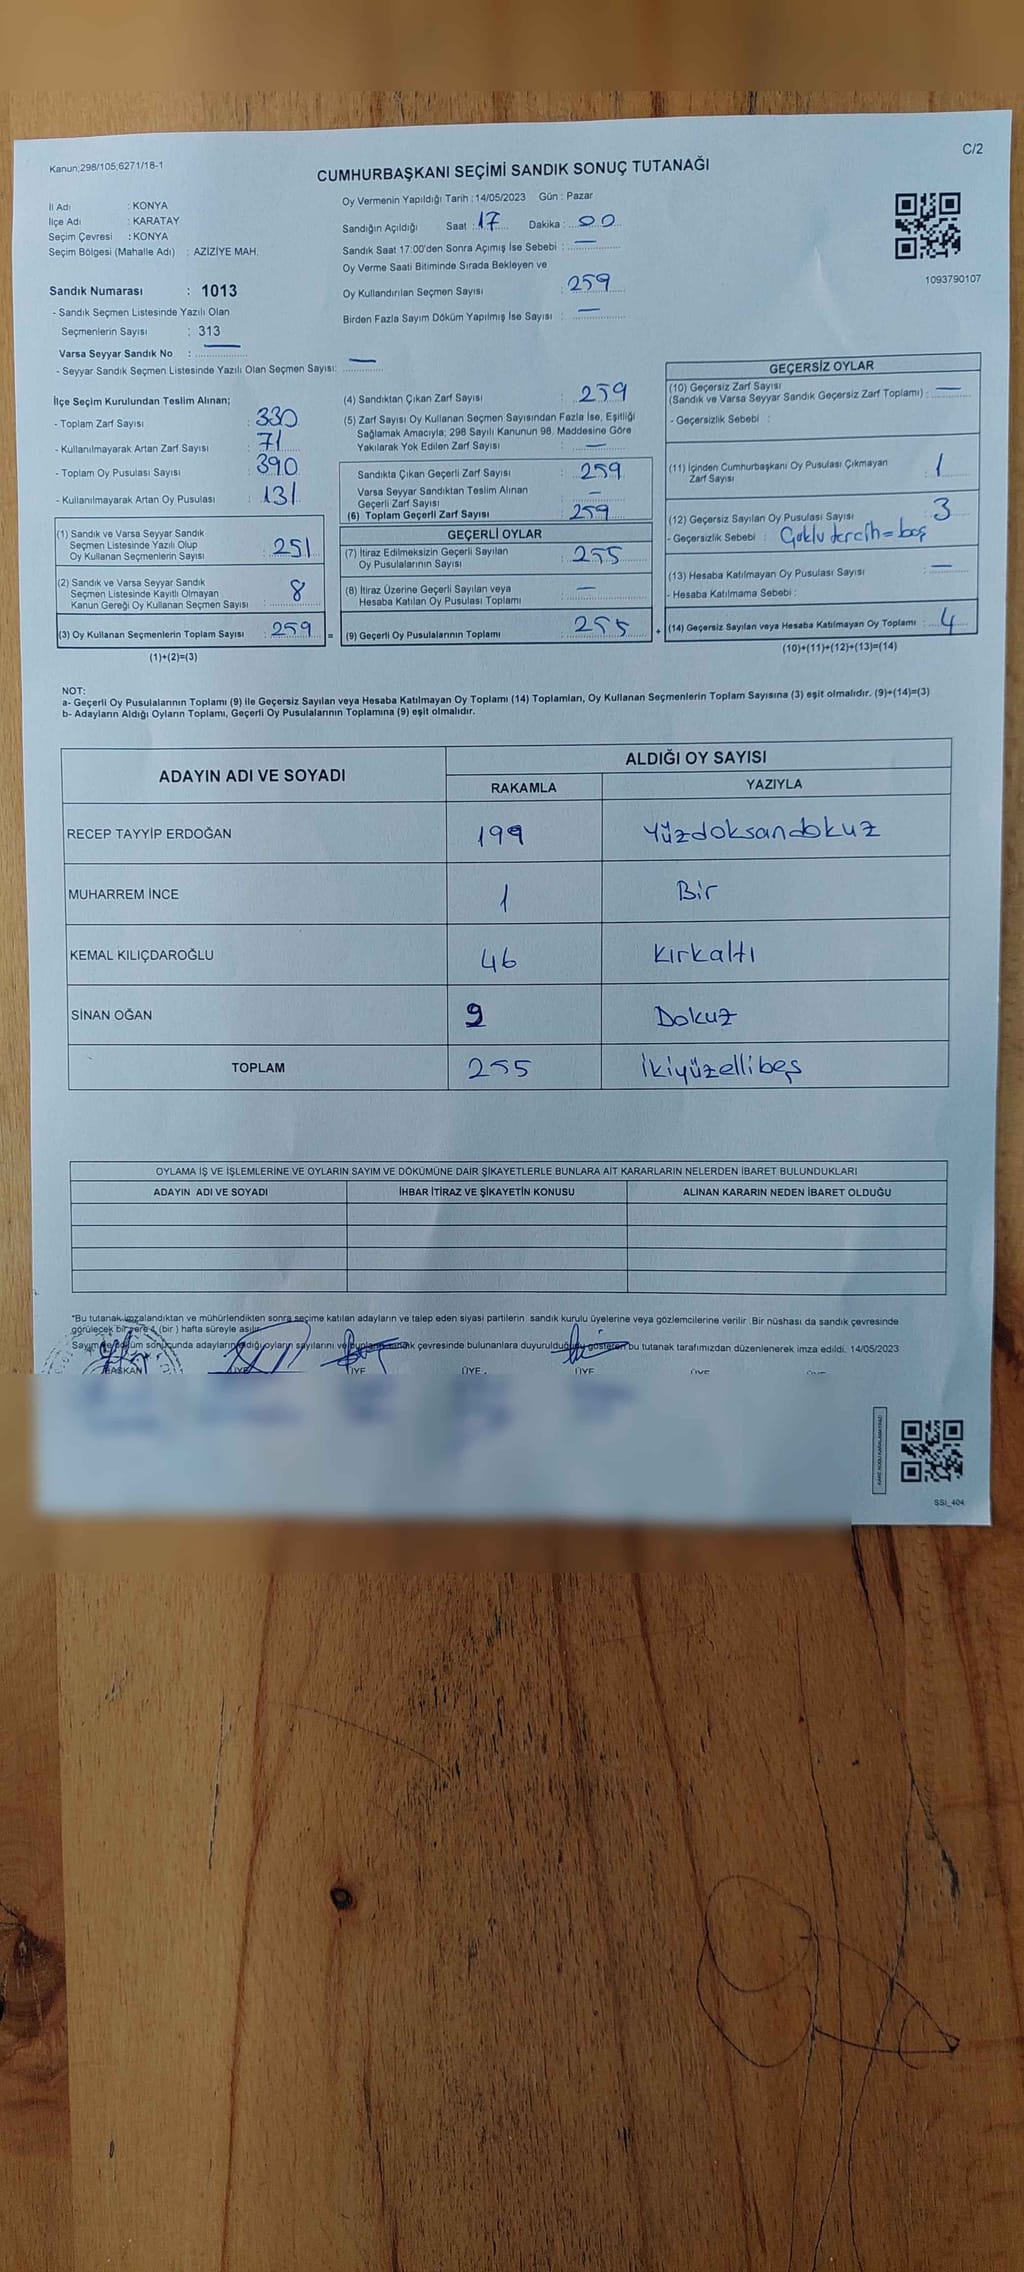 Kanun;298/105;6271/18-1
C/2
CUMHURBAŞKANI SEÇİMİ SANDIK SONUÇ TUTANAĞI
İl Adı : KONYA
İlçe Adı : KARATAY
Seçim Çevresi : KONYA
Seçim Bölgesi (Mahalle Adı) : AZİZİYE MAH.
Sandık Numarası : 1013
- Sandık Seçmen Listesinde Yazılı Olan
Seçmenlerin Sayısı : 313
Varsa Seyyar Sandık No : —
- Seyyar Sandık Seçmen Listesinde Yazılı Olan Seçmen Sayısı: —
Oy Vermenin Yapıldığı Tarih : 14/05/2023 Gün : Pazar
Sandığın Açıldığı Saat : 17 Dakika : 00
Sandık Saat 17:00'den Sonra Açımış İse Sebebi : —
Oy Verme Saati Bitiminde Sırada Bekleyen ve
Oy Kullandırılan Seçmen Sayısı : 259
Birden Fazla Sayım Döküm Yapılmış İse Sayısı : —
1093790107
İlçe Seçim Kurulundan Teslim Alınan;
- Toplam Zarf Sayısı : 330
- Kullanılmayarak Artan Zarf Sayısı : 71
- Toplam Oy Pusulası Sayısı : 390
- Kullanılmayarak Artan Oy Pusulası : 131
(1) Sandık ve Varsa Seyyar Sandık
Seçmen Listesinde Yazılı Olup
Oy Kullanan Seçmenlerin Sayısı : 251
(2) Sandık ve Varsa Seyyar Sandık
Seçmen Listesinde Kayıtlı Olmayan
Kanun Gereği Oy Kullanan Seçmen Sayısı : 8
(3) Oy Kullanan Seçmenlerin Toplam Sayısı : 259 =
(1)+(2)=(3)
(4) Sandıktan Çıkan Zarf Sayısı : 259
(5) Zarf Sayısı Oy Kullanan Seçmen Sayısından Fazla İse, Eşitliği
Sağlamak Amacıyla; 298 Sayılı Kanunun 98. Maddesine Göre
Yakılarak Yok Edilen Zarf Sayısı : —
Sandıkta Çıkan Geçerli Zarf Sayısı : 259
Varsa Seyyar Sandıktan Teslim Alınan
Geçerli Zarf Sayısı : —
(6) Toplam Geçerli Zarf Sayısı : 259
GEÇERLİ OYLAR
(7) İtiraz Edilmeksizin Geçerli Sayılan
Oy Pusulalarının Sayısı : 255
(8) İtiraz Üzerine Geçerli Sayılan veya
Hesaba Katılan Oy Pusulası Toplamı : —
(9) Geçerli Oy Pusulalarının Toplamı : 255 +
GEÇERSİZ OYLAR
(10) Geçersiz Zarf Sayısı
(Sandık ve Varsa Seyyar Sandık Geçersiz Zarf Toplamı) : —
- Geçersizlik Sebebi :
(11) İçinden Cumhurbaşkanı Oy Pusulası Çıkmayan
Zarf Sayısı 1
(12) Geçersiz Sayılan Oy Pusulası Sayısı 3
- Geçersizlik Sebebi : Çoklu tercih = boş
(13) Hesaba Katılmayan Oy Pusulası Sayısı : —
- Hesaba Katılmama Sebebi :
(14) Geçersiz Sayılan veya Hesaba Katılmayan Oy Toplamı : 4
(10)+(11)+(12)+(13)=(14)
NOT:
a- Geçerli Oy Pusulalarının Toplamı (9) ile Geçersiz Sayılan veya Hesaba Katılmayan Oy Toplamı (14) Toplamları, Oy Kullanan Seçmenlerin Toplam Sayısına (3) eşit olmalıdır. (9)+(14)=(3)
b- Adayların Aldığı Oyların Toplamı, Geçerli Oy Pusulalarının Toplamına (9) eşit olmalıdır.
ADAYIN ADI VE SOYADI
ALDIĞI OY SAYISI
RAKAMLA YAZIYLA
RECEP TAYYİP ERDOĞAN 199 Yüzdoksandokuz
MUHARREM İNCE 1 Bir
KEMAL KILIÇDAROĞLU 46 Kırkaltı
SİNAN OĞAN 9 Dokuz
TOPLAM 255 İkiyüzellibeş
OYLAMA İŞ VE İŞLEMLERİNE VE OYLARIN SAYIM VE DÖKÜMÜNE DAİR ŞİKAYETLERLE BUNLARA AİT KARARLARIN NELERDEN İBARET BULUNDUKLARI
ADAYIN ADI VE SOYADI İHBAR İTİRAZ VE ŞİKAYETİN KONUSU ALINAN KARARIN NEDEN İBARET OLDUĞU
*Bu tutanak imzalandıktan ve mühürlendikten sonra seçime katılan adayların ve talep eden siyasi partilerin sandık kurulu üyelerine veya gözlemcilerine verilir .Bir nüshası da sandık çevresinde
görülecek bir yere 1 (bir ) hafta süreyle asılır.
Sayım ve döküm sonucunda adayların aldığı oyların sayılarını ve bunların sandık çevresinde bulunanlara duyurulduğunu gösteren bu tutanak tarafımızdan düzenlenerek imza edildi. 14/05/2023
BAŞKAN ÜYE ÜYE ÜYE ÜYE ÜYE
SSI_404